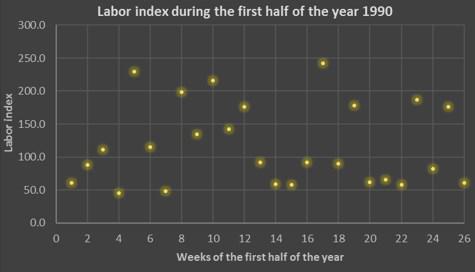 Labor index during the first half of the year 1990
300.0
250.0
200.0
150.0
100.0
50.0
0.0
Labor Index
0 2 4 6 8 10 12 14 16 18 20 22 24 26
Weeks of the first half of the year